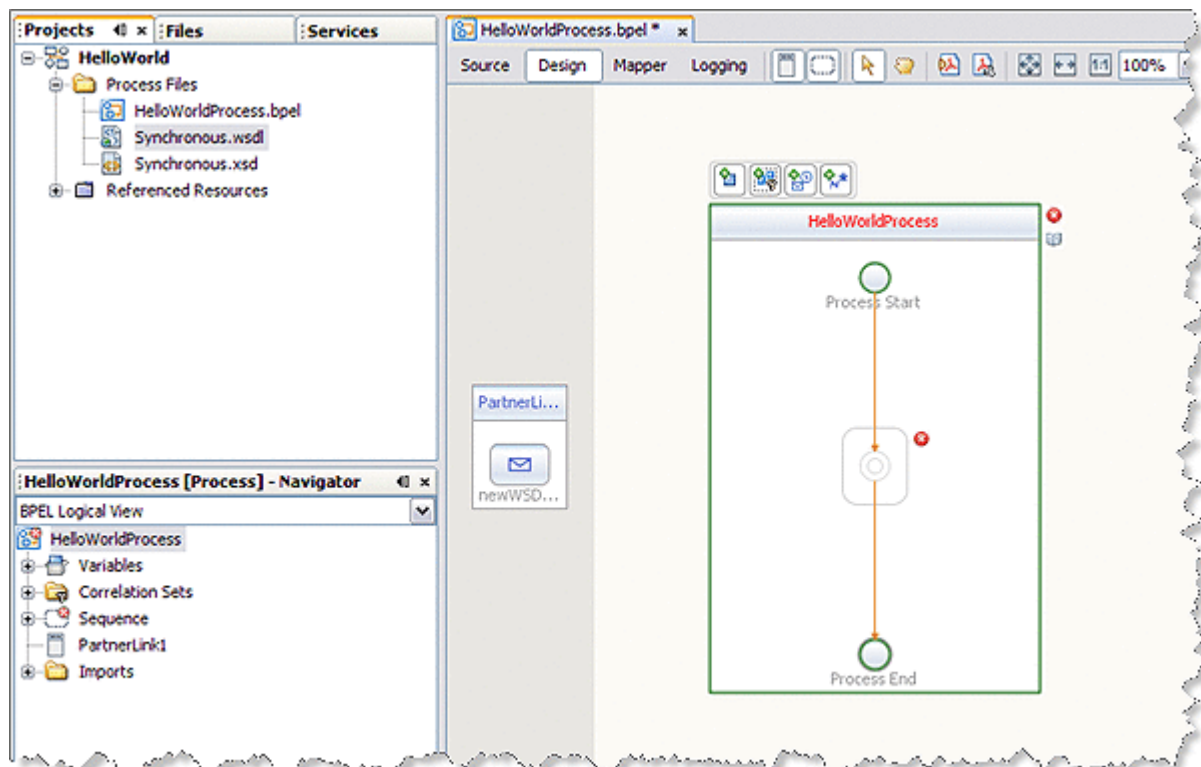 Projects
Files
Services
HelloWorld
Process Files
HelloWorldProcess.bpel
Synchronous.wsdl
Synchronous.xsd
Referenced Resources
HelloWorldProcess [Process] - Navigator
BPEL Logical View
HelloWorldProcess
Variables
Correlation Sets
Sequence
PartnerLink1
Imports
HelloWorldProcess.bpel *
Source Design Mapper Logging 1:1 100%
HelloWorldProcess
Process Start
PartnerLi...
newWSD...
Process End